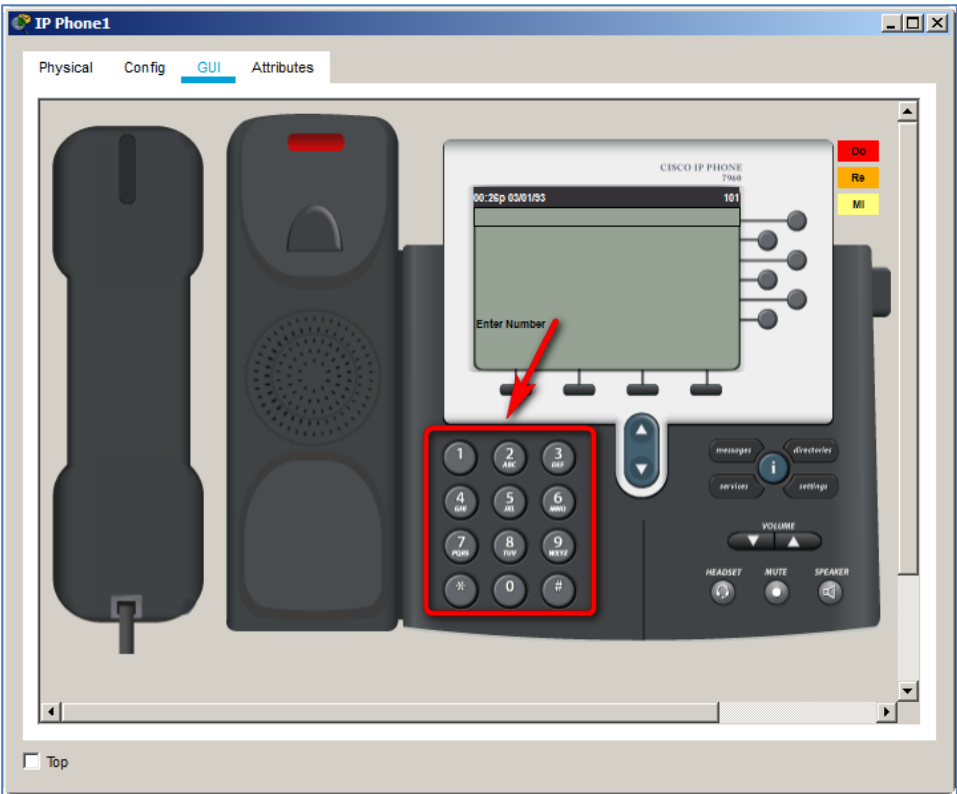 IP Phone1
Physical Config GUI Attributes
CISCO IP PHONE
7960
Do
Re
MI
00:26p 03/01/93 101
Enter Number
1 2 ABC 3 DEF
4 GHI 5 JKL 6 MNO
7 PQRS 8 TUV 9 WXYZ
* 0 #
messages directories
i
services settings
VOLUME
HEADSET MUTE SPEAKER
Top